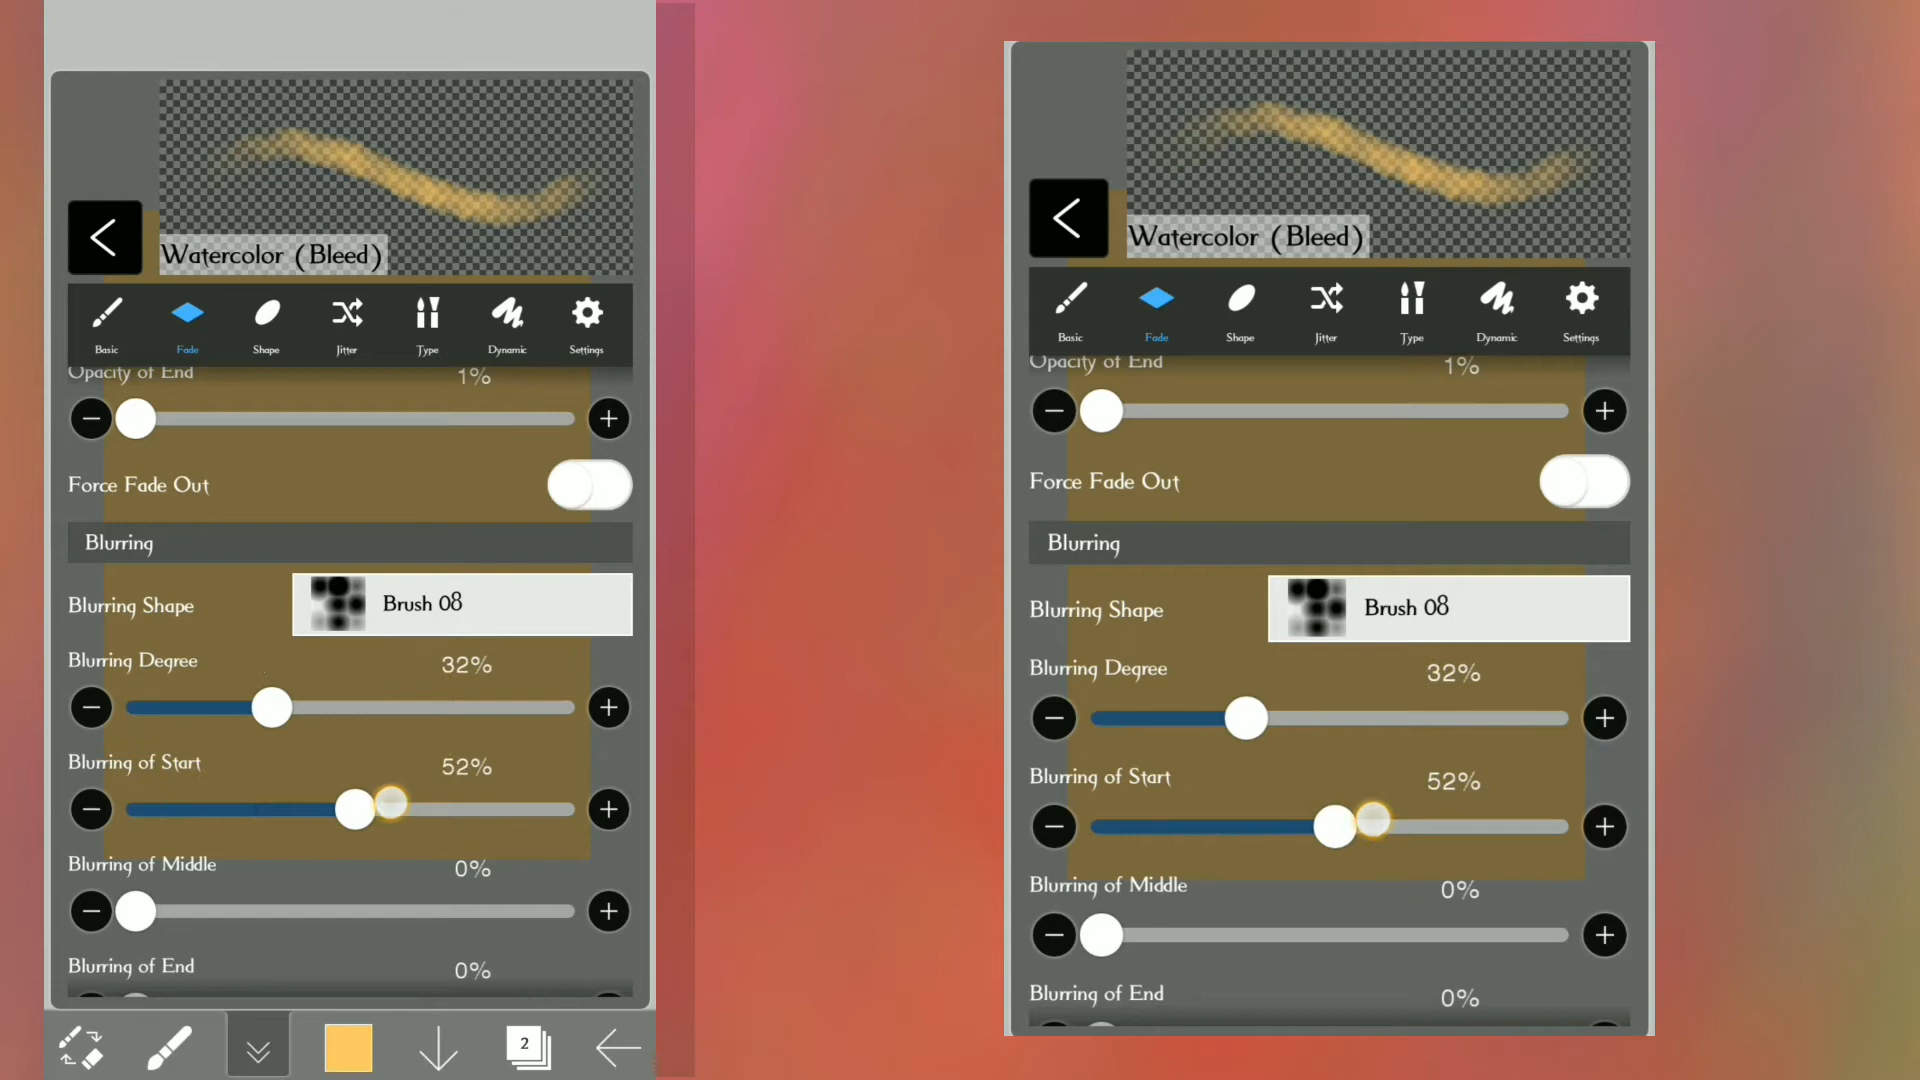 Watercolor (Bleed)
Basic Fade Shape Jitter Type Dynamic Settings
Opacity of End 1%
Force Fade Out
Blurring
Blurring Shape Brush 08
Blurring Degree 32%
Blurring of Start 52%
Blurring of Middle 0%
Blurring of End 0%
2
Watercolor (Bleed)
Basic Fade Shape Jitter Type Dynamic Settings
Opacity of End 1%
Force Fade Out
Blurring
Blurring Shape Brush 08
Blurring Degree 32%
Blurring of Start 52%
Blurring of Middle 0%
Blurring of End 0%